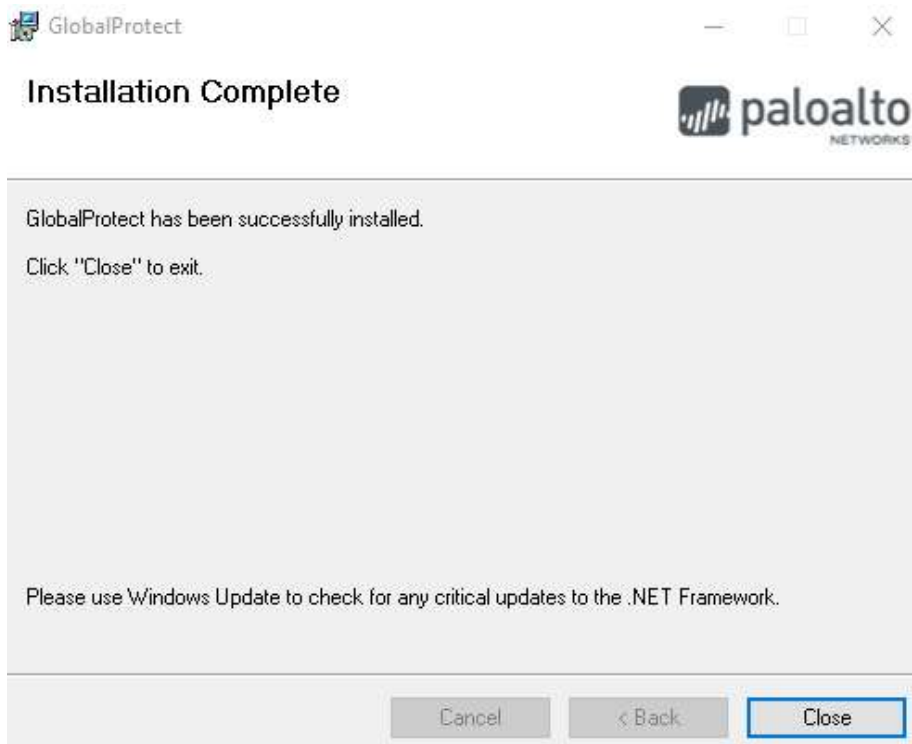 GlobalProtect
Installation Complete
paloalto
NETWORKS
GlobalProtect has been successfully installed.
Click "Close" to exit.
Please use Windows Update to check for any critical updates to the .NET Framework.
Cancel
< Back
Close